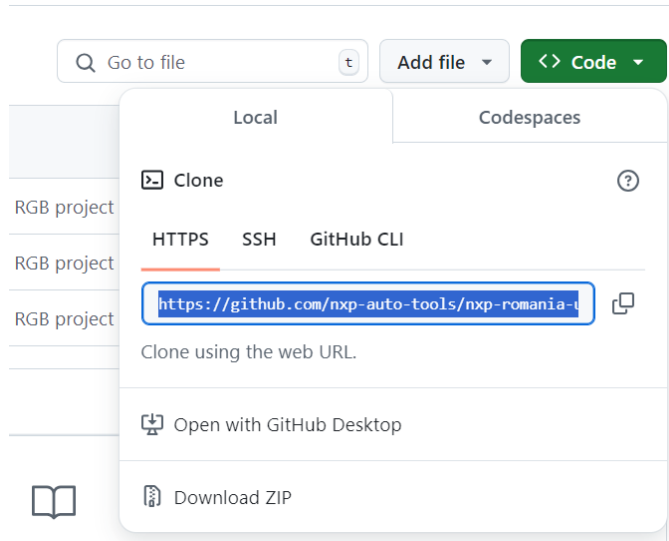 Go to file
t
Add file
<> Code
Local
Codespaces
Clone
RGB project
HTTPS
SSH
GitHub CLI
RGB project
https://github.com/nxp-auto-tools/nxp-romania-
RGB project
Clone using the web URL.
Open with GitHub Desktop
Download ZIP